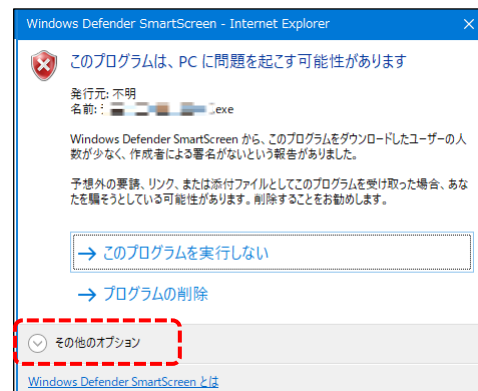 Windows Defender SmartScreen - Internet Explorer
このプログラムは、PC に問題を起こす可能性があります
発行元: 不明
名前: .exe
Windows Defender SmartScreen から、このプログラムをダウンロードしたユーザーの人
数が少なく、作成者による署名がないという報告がありました。
予想外の要請、リンク、または添付ファイルとしてこのプログラムを受け取った場合、あな
たを騙そうとしている可能性があります。削除することをお勧めします。
→ このプログラムを実行しない
→ プログラムの削除
その他のオプション
Windows Defender SmartScreen とは